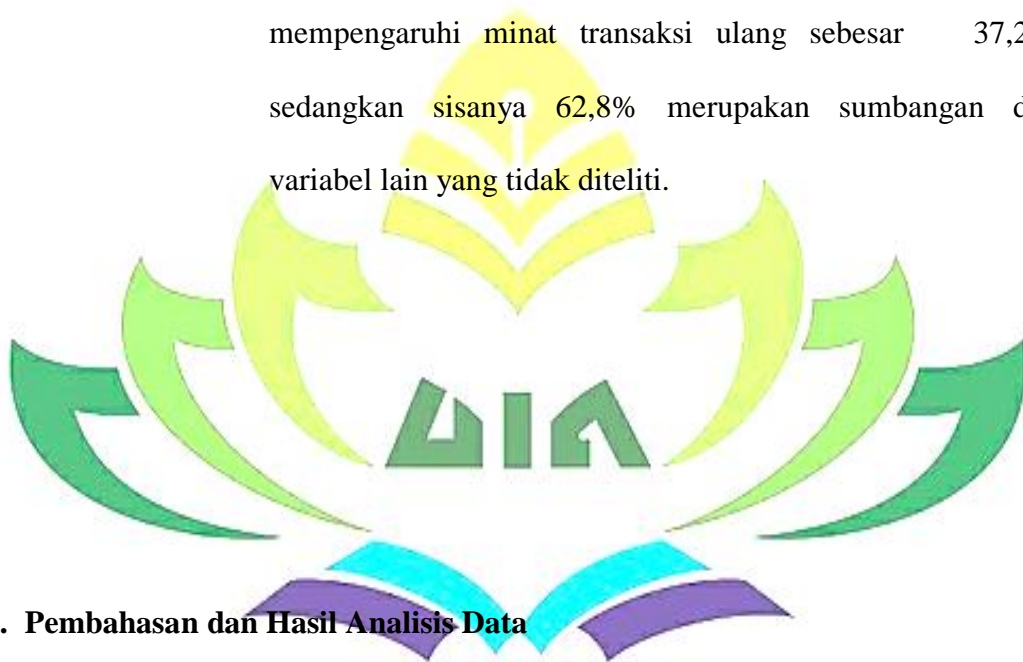 mempengaruhi minat transaksi ulang sebesar 37,2
sedangkan sisanya 62,8% merupakan sumbangan d
variabel lain yang tidak diteliti.
UIN
. Pembahasan dan Hasil Analisis Data